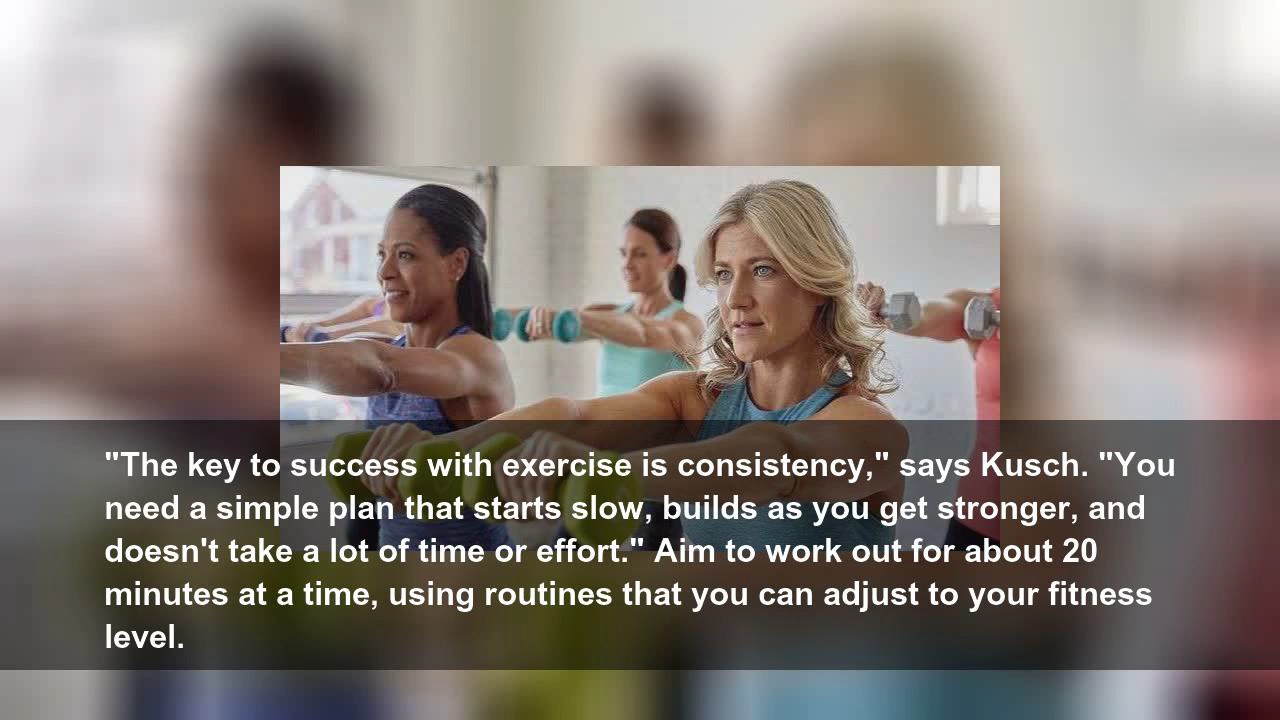 "The key to success with exercise is consistency," says Kusch. "You
need a simple plan that starts slow, builds as you get stronger, and
doesn't take a lot of time or effort." Aim to work out for about 20
minutes at a time, using routines that you can adjust to your fitness
level.